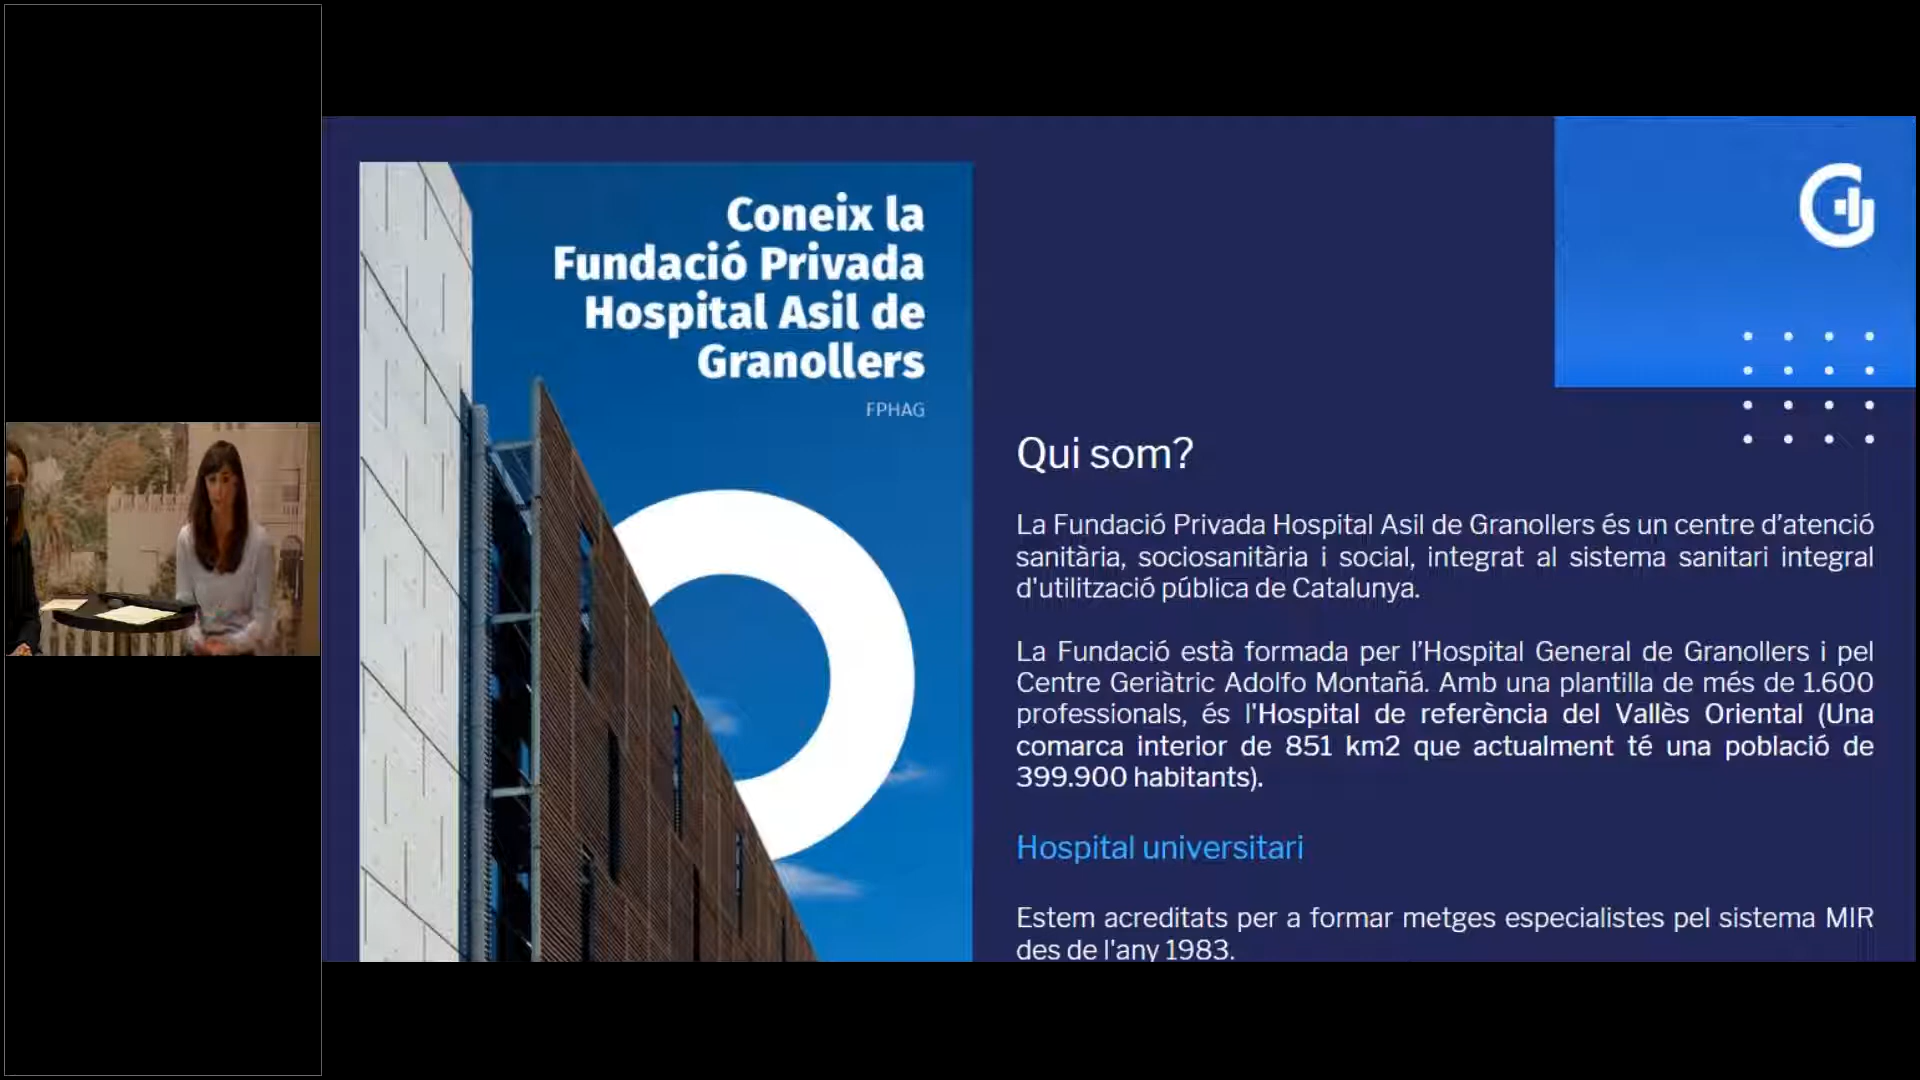 Coneix la
Fundació Privada
Hospital Asil de
Granollers
FPHAG
Qui som?
La Fundació Privada Hospital Asil de Granollers és un centre d’atenció
sanitària, sociosanitària i social, integrat al sistema sanitari integral
d'utilització pública de Catalunya.
La Fundació està formada per l’Hospital General de Granollers i pel
Centre Geriàtric Adolfo Montañá. Amb una plantilla de més de 1.600
professionals, és l'Hospital de referència del Vallès Oriental (Una
comarca interior de 851 km2 que actualment té una població de
399.900 habitants).
Hospital universitari
Estem acreditats per a formar metges especialistes pel sistema MIR
des de l'any 1983.